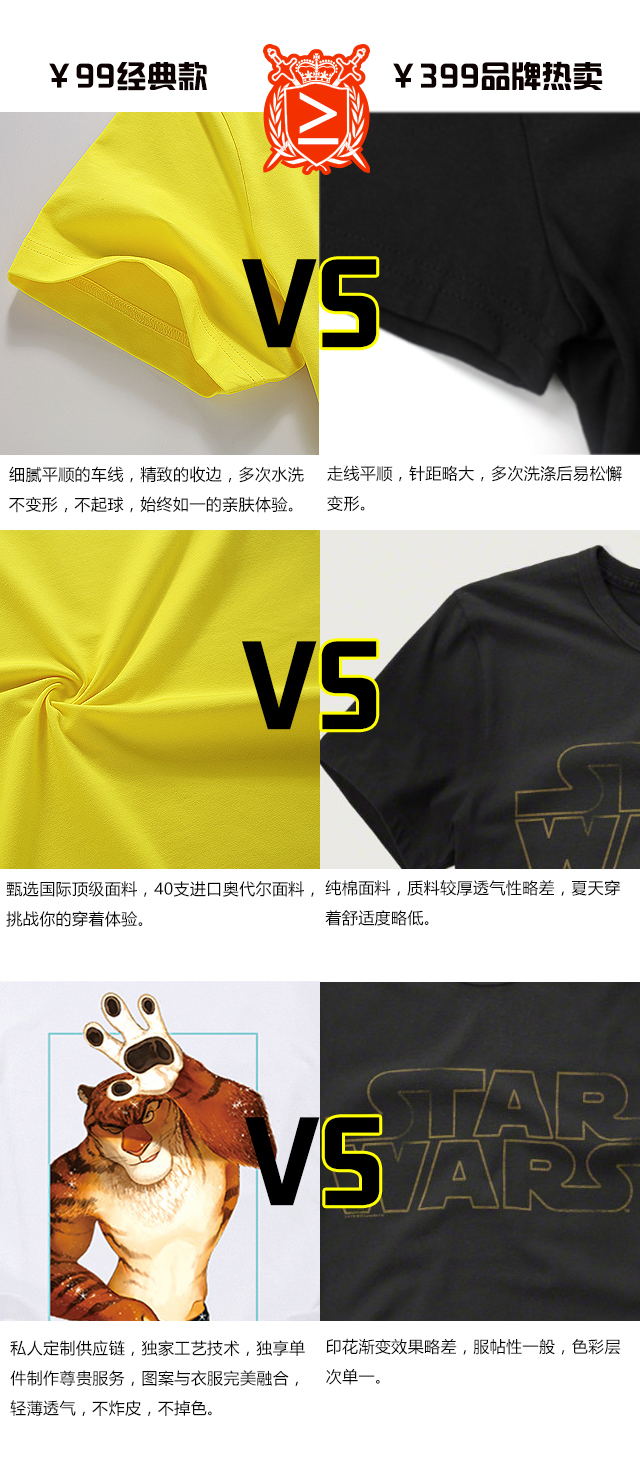 ￥99经典款
￥399品牌热卖
VS
细腻平顺的车线，精致的收边，多次水洗
不变形，不起球，始终如一的亲肤体验。
走线平顺，针距略大，多次洗涤后易松懈
变形。
VS
STAR
WARS
甄选国际顶级面料，40支进口奥代尔面料，
挑战你的穿着体验。
纯棉面料，质料较厚透气性略差，夏天穿
着舒适度略低。
VS
STAR
WARS
私人定制供应链，独家工艺技术，独享单
件制作尊贵服务，图案与衣服完美融合，
轻薄透气，不炸皮，不掉色。
印花渐变效果略差，服帖性一般，色彩层
次单一。